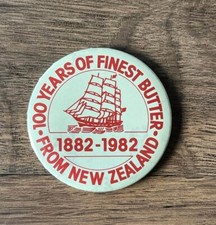 ·100 YEARS OF FINEST BUTTER·
1882-1982
FROM NEW ZEALAND